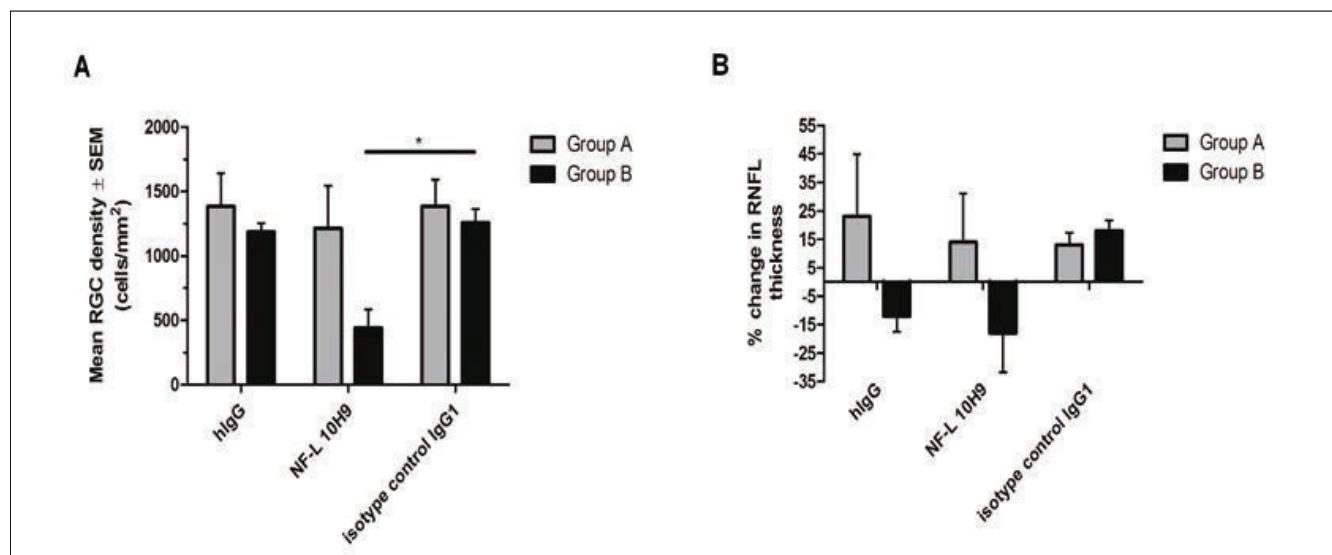 A
Mean RGC density ± SEM
(cells/mm²)
2000
1500
1000
500
0
*
Group A
Group B
hIgG
NF-L 10H9
isotype control IgG1
B
% change in RNFL
thickness
55
45
35
25
15
5
-5
-15
-25
-35
Group A
Group B
hIgG
NF-L 10H9
isotype control IgG1